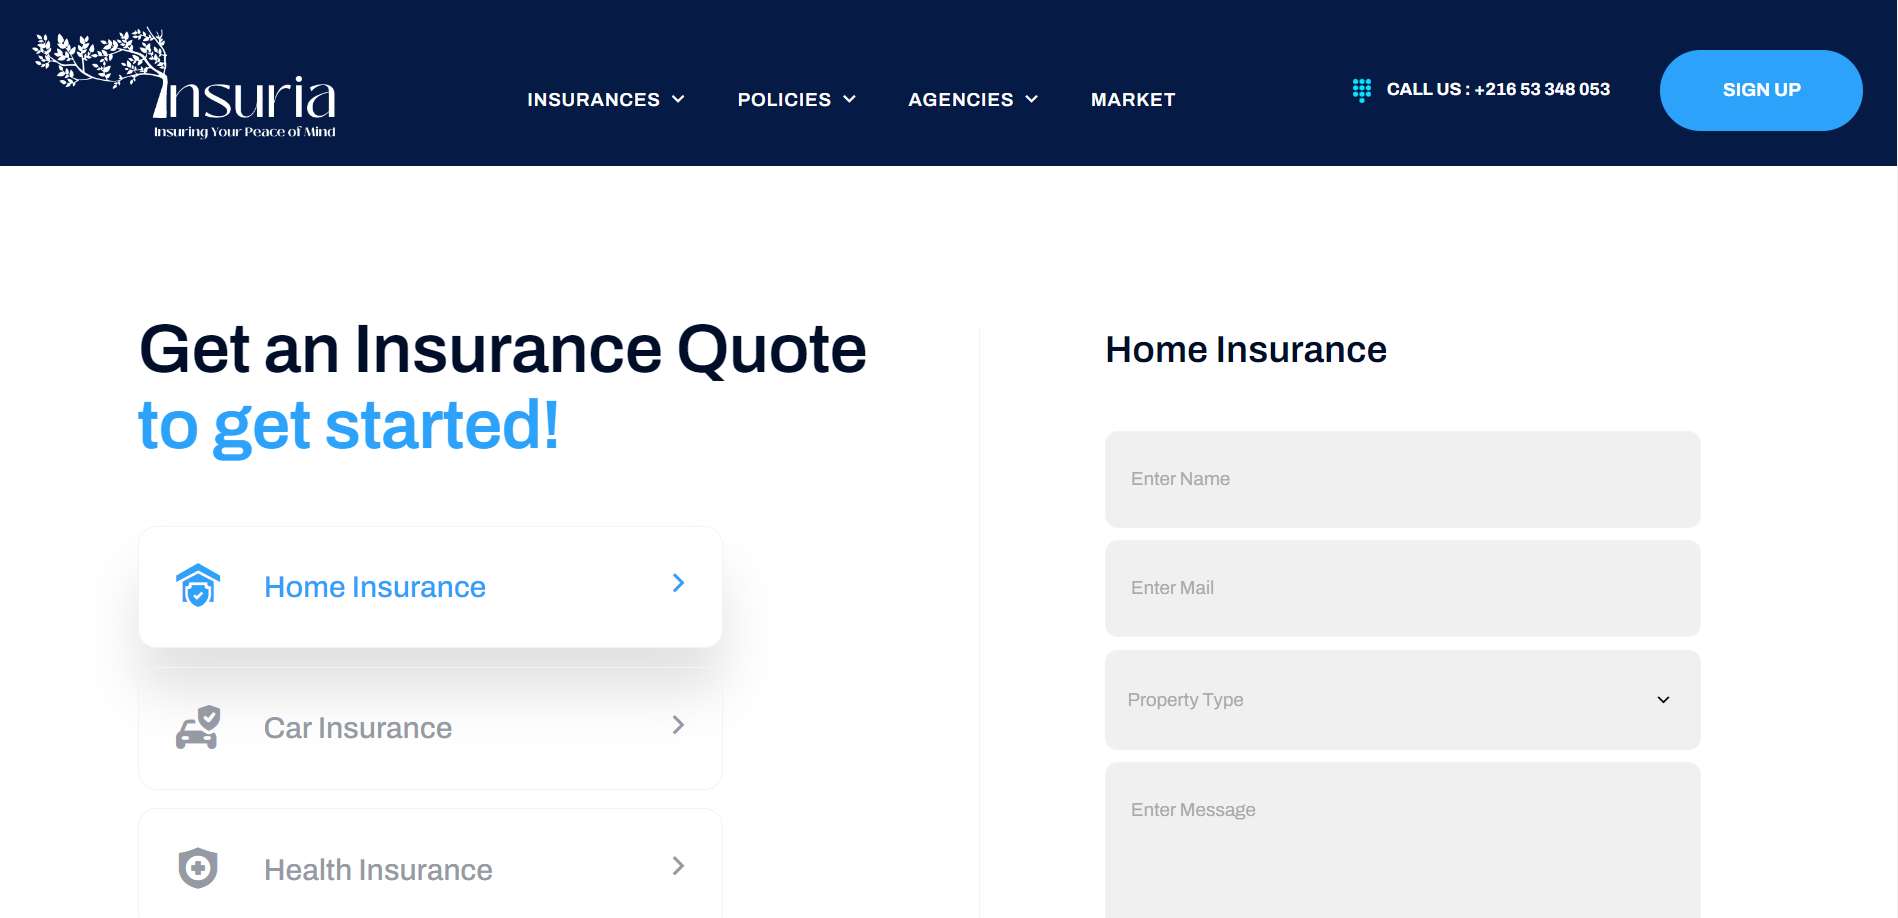 Insuria
Insuring Your Peace of Mind
INSURANCES
POLICIES
AGENCIES
MARKET
CALL US : +216 53 348 053
SIGN UP
Get an Insurance Quote
to get started!
Home Insurance
Car Insurance
Health Insurance
Home Insurance
Enter Name
Enter Mail
Property Type
Enter Message